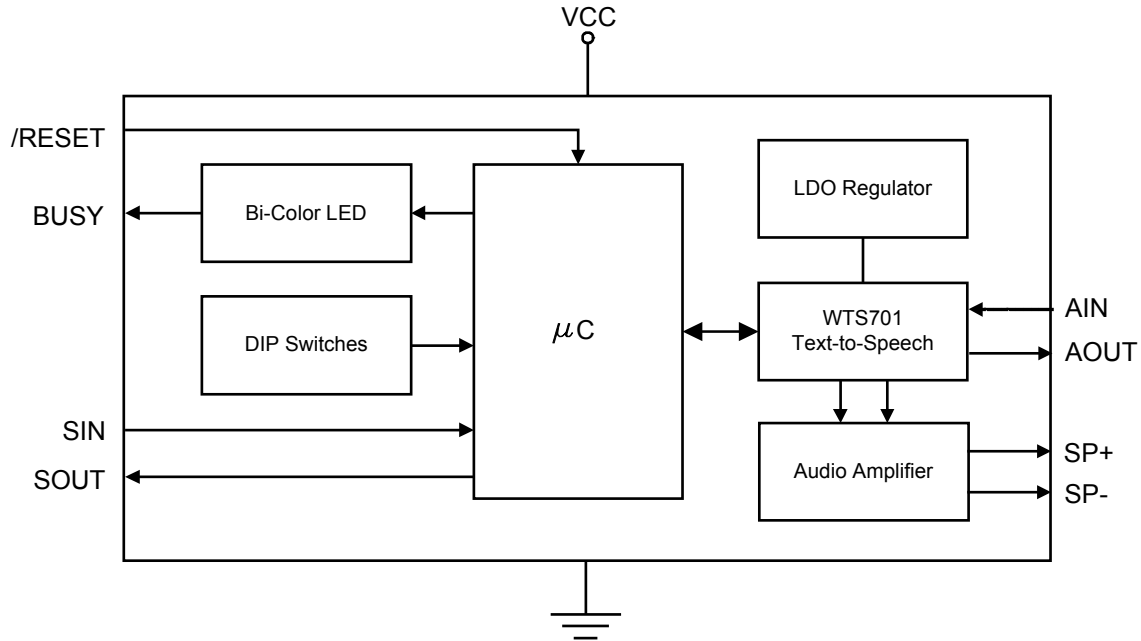 VCC
/RESET
BUSY
SIN
SOUT
Bi-Color LED
DIP Switches
μC
LDO Regulator
WTS701
Text-to-Speech
Audio Amplifier
AIN
AOUT
SP+
SP-